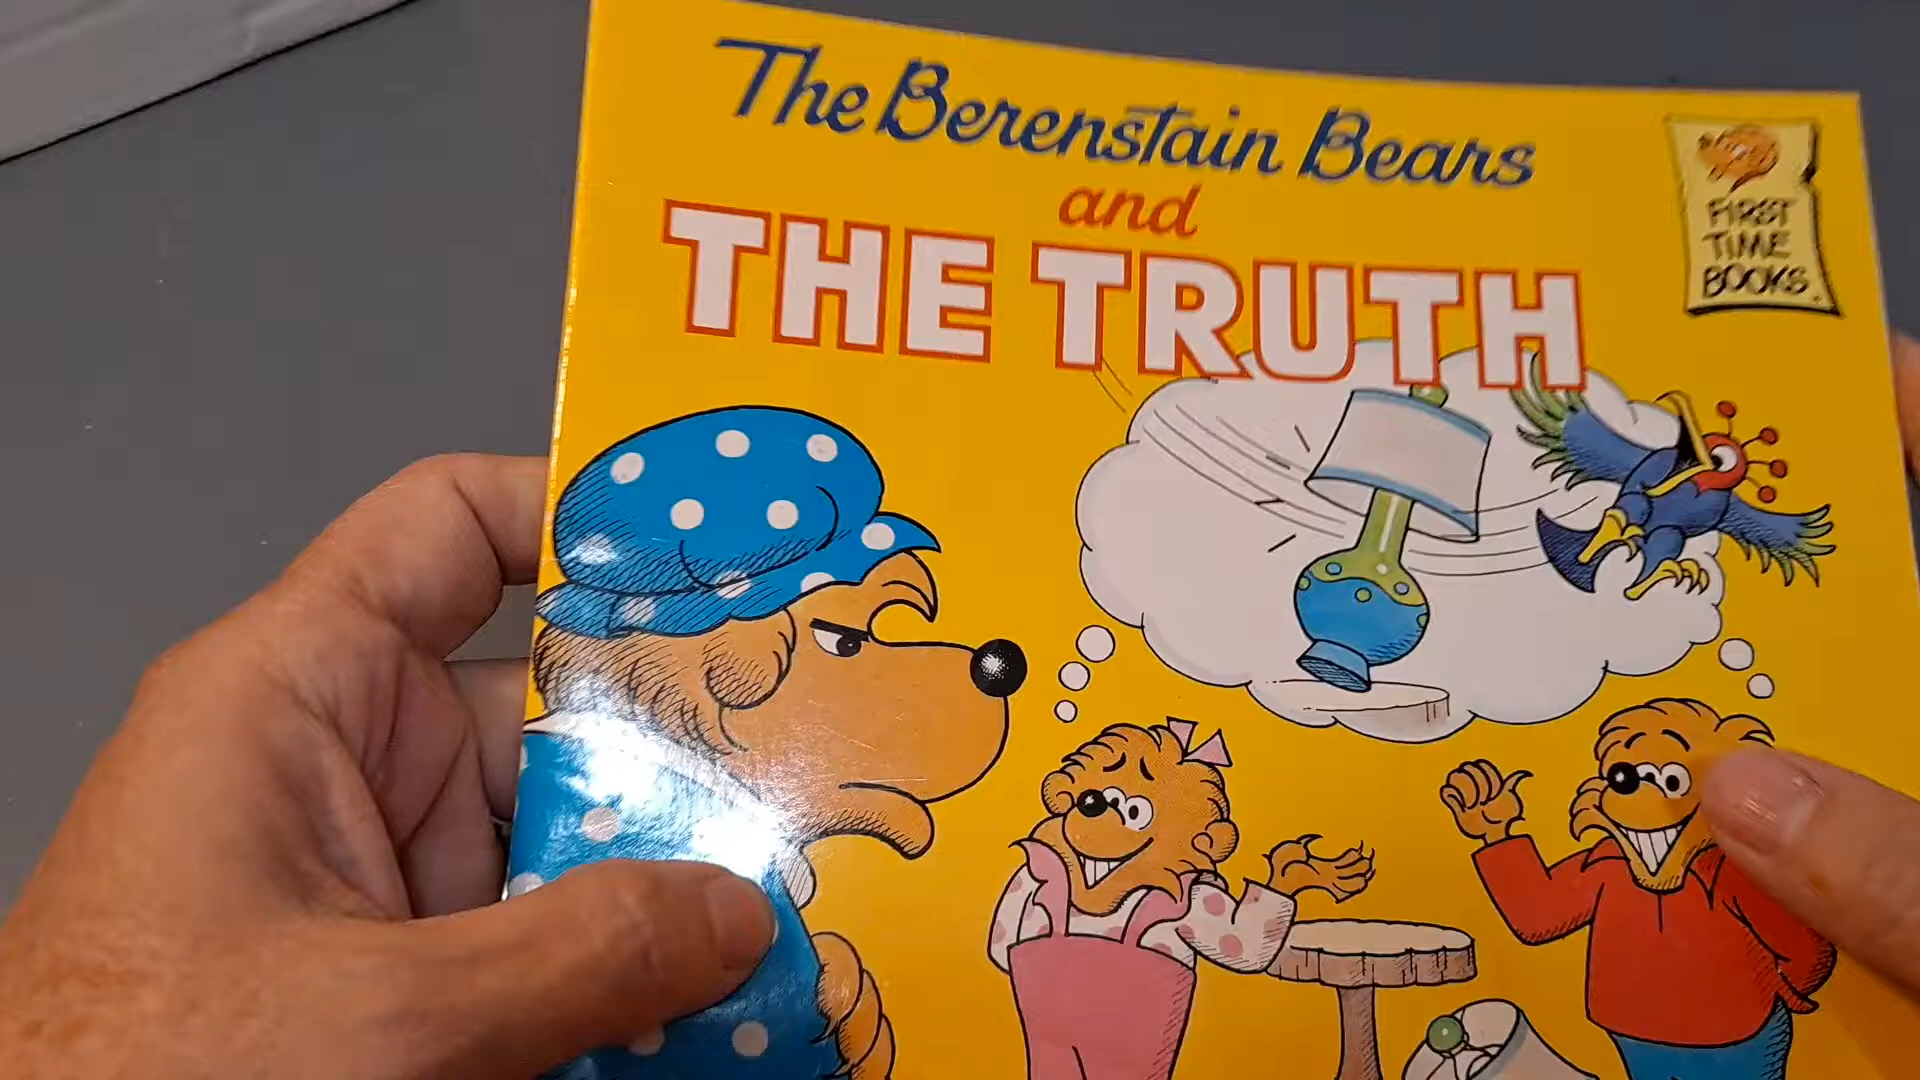 The Berenstain Bears
and
THE TRUTH
FIRST
TIME
BOOKS